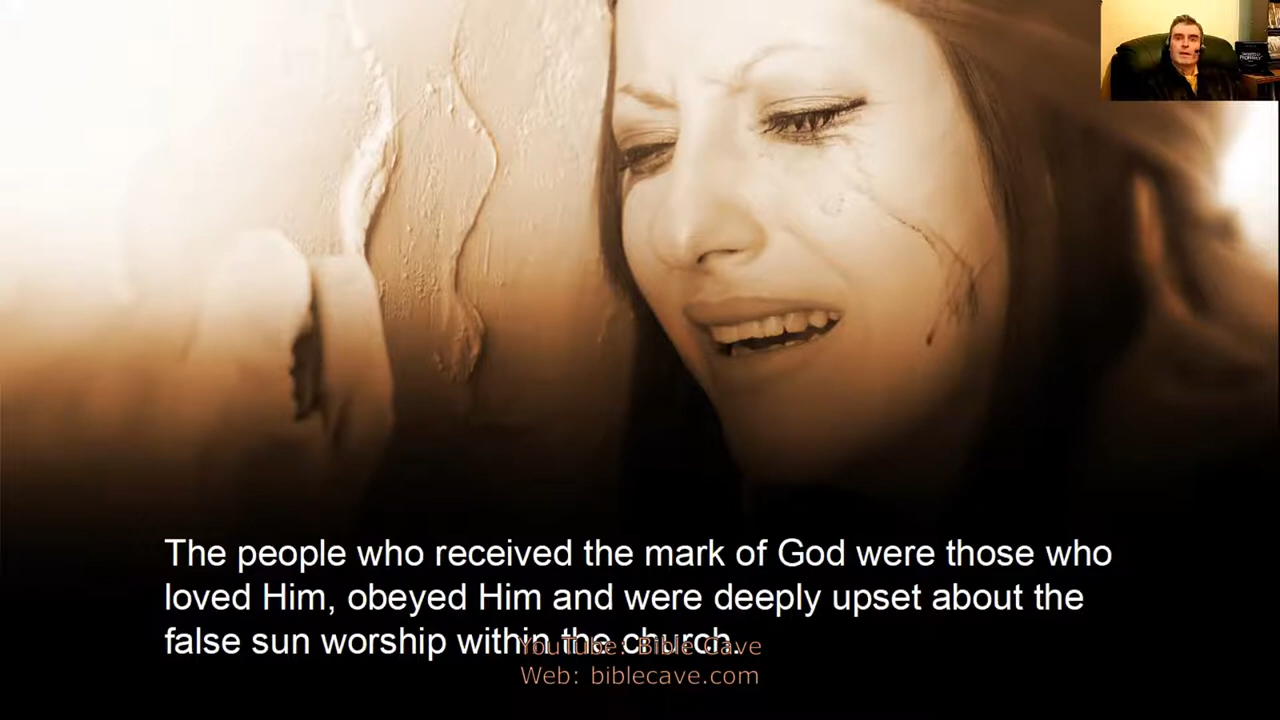 The people who received the mark of God were those who
loved Him, obeyed Him and were deeply upset about the
false sun worship within the church.
YouTube: Bible Cave
Web: biblecave.com